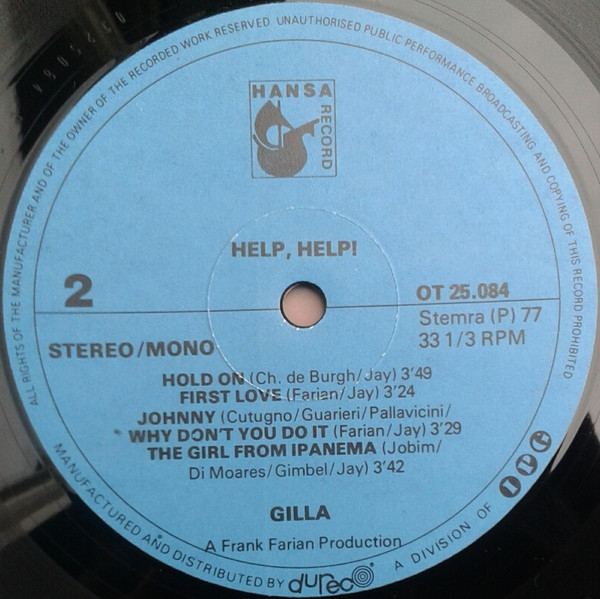 ALL RIGHTS OF THE MANUFACTURER AND OF THE OWNER OF THE RECORDED WORK RESERVED UNAUTHORISED PUBLIC PERFORMANCE BROADCASTING AND COPYING OF THIS RECORD PROHIBITED
HANSA
RECORD
HELP, HELP!
2
OT 25.084
Stemra (P) 77
STEREO/MONO
33 1/3 RPM
HOLD ON (Ch. de Burgh/Jay) 3'49
FIRST LOVE (Farian/Jay) 3'24
JOHNNY (Cutugno/Guarieri/Pallavicini/
WHY DON'T YOU DO IT (Farian/Jay) 3'29
THE GIRL FROM IPANEMA (Jobim/
Di Moares/Gimbel/Jay) 3'42
GILLA
A Frank Farian Production
MANUFACTURED AND DISTRIBUTED BY dureco A DIVISION OF